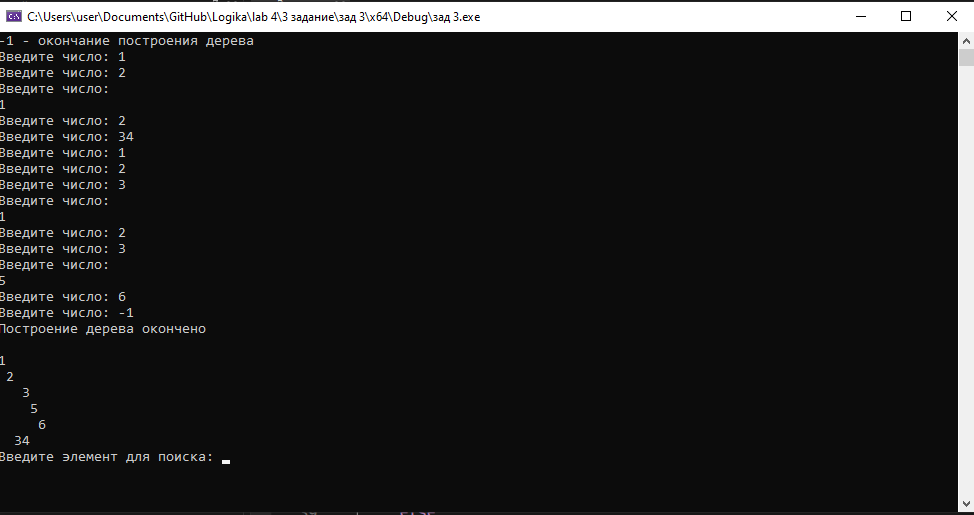 C:\Users\user\Documents\GitHub\Logika\lab 4\3 задание\зад 3\x64\Debug\зад 3.exe
-1 - окончание построения дерева
Введите число: 1
Введите число: 2
Введите число:
1
Введите число: 2
Введите число: 34
Введите число: 1
Введите число: 2
Введите число: 3
Введите число:
1
Введите число: 2
Введите число: 3
Введите число:
5
Введите число: 6
Введите число: -1
Построение дерева окончено
1
2
3
5
6
34
Введите элемент для поиска: